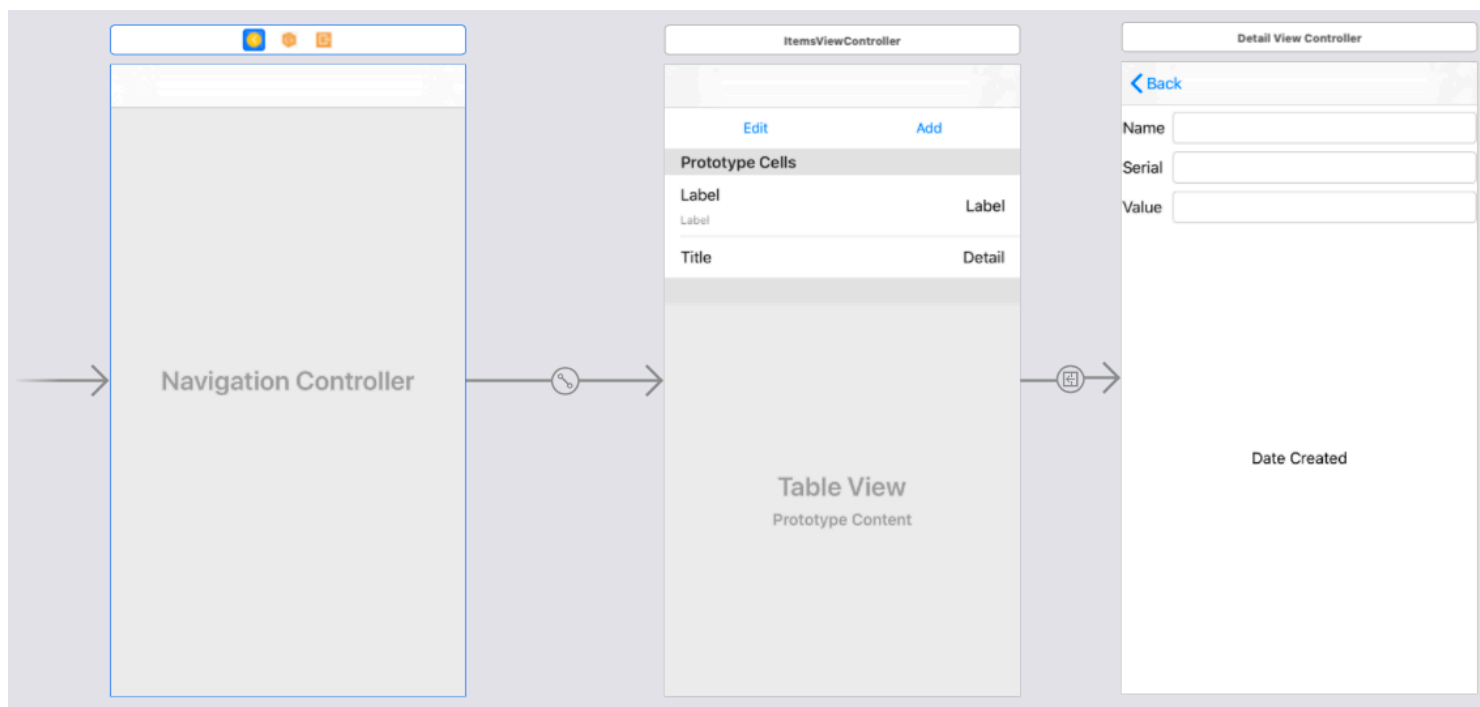 Navigation Controller
ItemsViewController
Edit Add
Prototype Cells
Label
Label
Label
Title Detail
Table View
Prototype Content
Detail View Controller
Back
Name
Serial
Value
Date Created